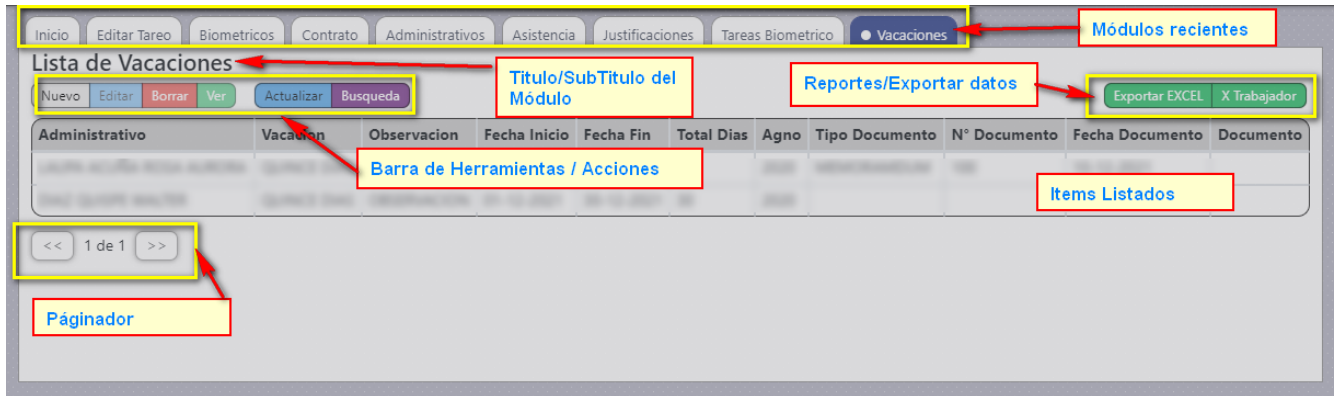 Inicio Editar Tareo Biometricos Contrato Administrativos Asistencia Justificaciones Tareas Biometrico Vacaciones
Módulos recientes
Lista de Vacaciones
Titulo/SubTitulo del
Módulo
Reportes/Exportar datos
Nuevo Editar Borrar Ver Actualizar Busqueda
Exportar EXCEL X Trabajador
Administrativo Vacacion Observacion Fecha Inicio Fecha Fin Total Dias Agno Tipo Documento N° Documento Fecha Documento Documento
Barra de Herramientas / Acciones
Items Listados
<< 1 de 1 >>
Páginador